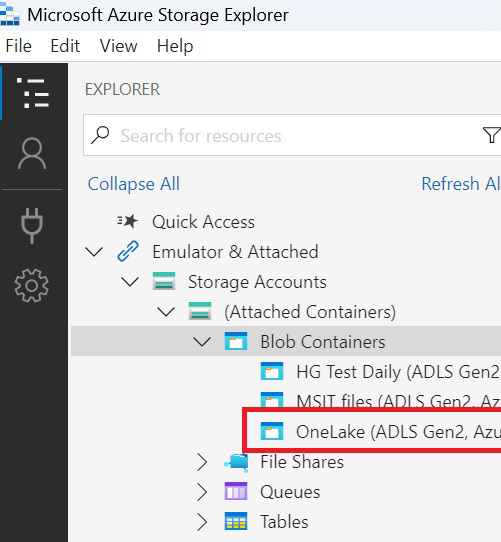 Microsoft Azure Storage Explorer
File Edit View Help
EXPLORER
Search for resources
Collapse All Refresh Al
Quick Access
Emulator & Attached
Storage Accounts
(Attached Containers)
Blob Containers
HG Test Daily (ADLS Gen2
MSIT files (ADLS Gen2, Az
OneLake (ADLS Gen2, Azu
File Shares
Queues
Tables